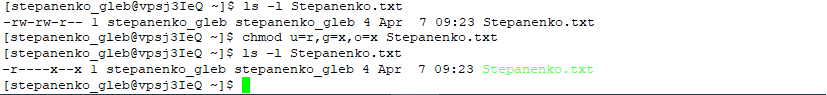 [stepanenko_gleb@vpsj3IeQ ~]$ ls -l Stepanenko.txt
-rw-rw-r-- 1 stepanenko_gleb stepanenko_gleb 4 Apr  7 09:23 Stepanenko.txt
[stepanenko_gleb@vpsj3IeQ ~]$ chmod u=r,g=x,o=x Stepanenko.txt
[stepanenko_gleb@vpsj3IeQ ~]$ ls -l Stepanenko.txt
-r----x--x 1 stepanenko_gleb stepanenko_gleb 4 Apr  7 09:23 Stepanenko.txt
[stepanenko_gleb@vpsj3IeQ ~]$